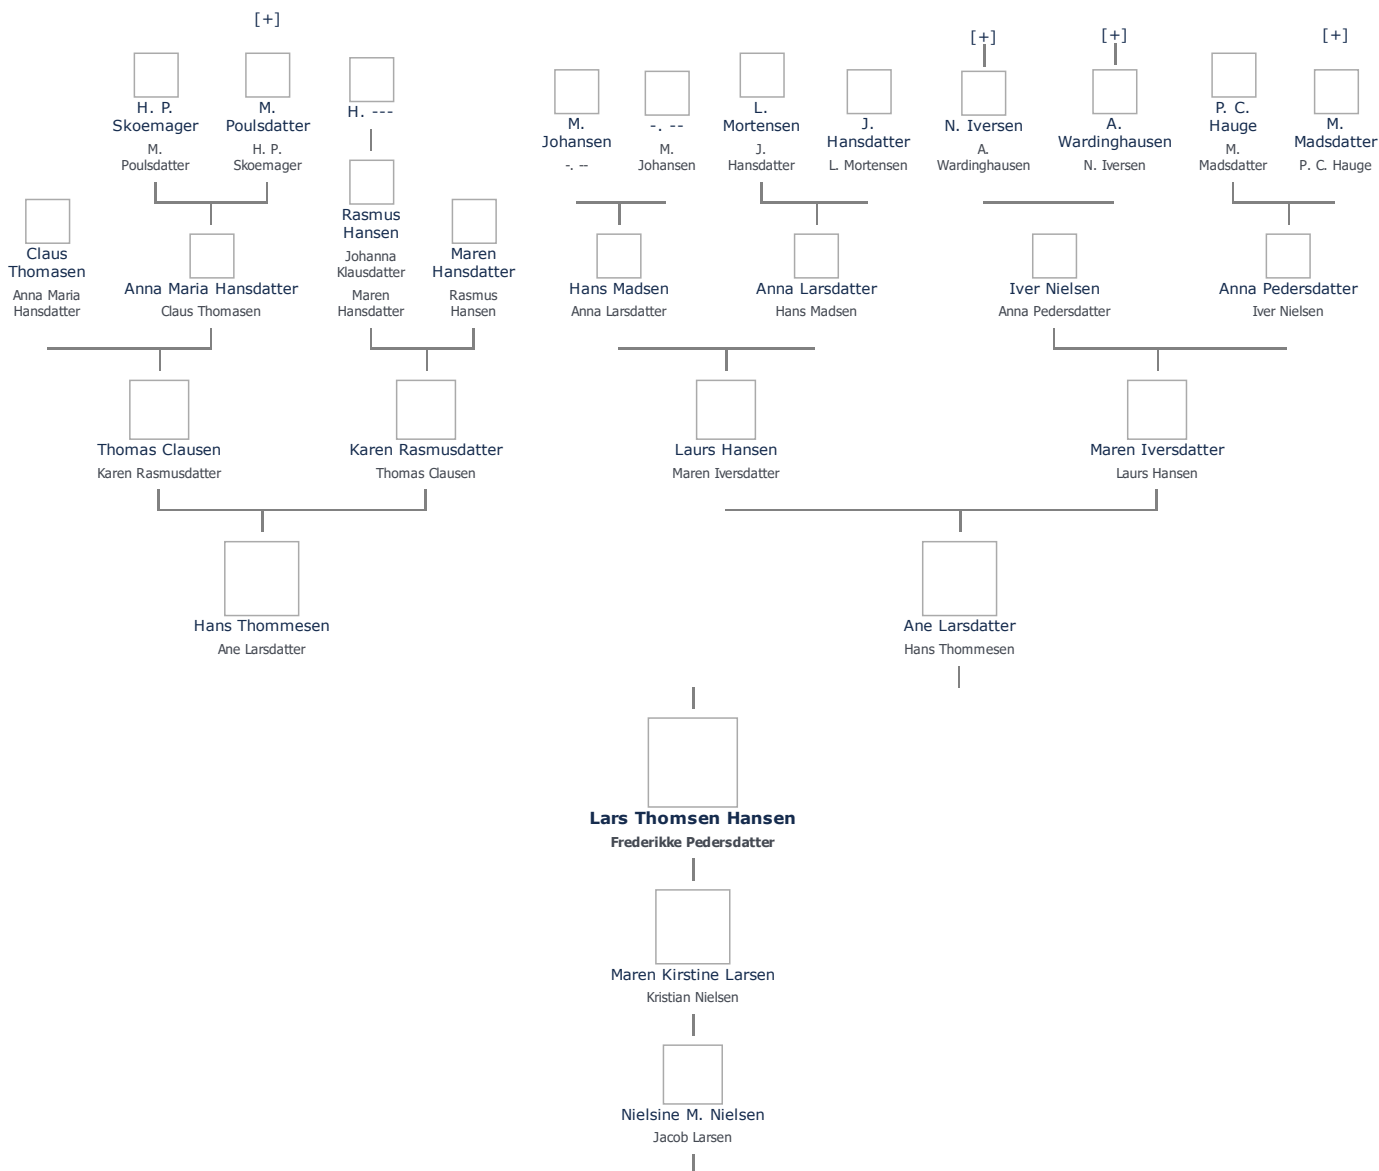 [+]
[+]
[+]
[+]
H. P.
Skoemager
M.
Poulsdatter
M.
Poulsdatter
H. P.
Skoemager
H. ---
M.
Johansen
-. --
-. --
M.
Johansen
L.
Mortensen
J.
Hansdatter
J.
Hansdatter
L. Mortensen
N. Iversen
A.
Wardinghausen
A.
Wardinghausen
N. Iversen
P. C.
Hauge
M.
Madsdatter
M.
Madsdatter
P. C. Hauge
Claus
Thomasen
Anna Maria
Hansdatter
Anna Maria Hansdatter
Claus Thomasen
Rasmus
Hansen
Johanna
Klausdatter
Maren
Hansdatter
Maren
Hansdatter
Rasmus
Hansen
Hans Madsen
Anna Larsdatter
Anna Larsdatter
Hans Madsen
Iver Nielsen
Anna Pedersdatter
Anna Pedersdatter
Iver Nielsen
Thomas Clausen
Karen Rasmusdatter
Karen Rasmusdatter
Thomas Clausen
Laurs Hansen
Maren Iversdatter
Maren Iversdatter
Laurs Hansen
Hans Thommesen
Ane Larsdatter
Ane Larsdatter
Hans Thommesen
Lars Thomsen Hansen
Frederikke Pedersdatter
Maren Kirstine Larsen
Kristian Nielsen
Nielsine M. Nielsen
Jacob Larsen